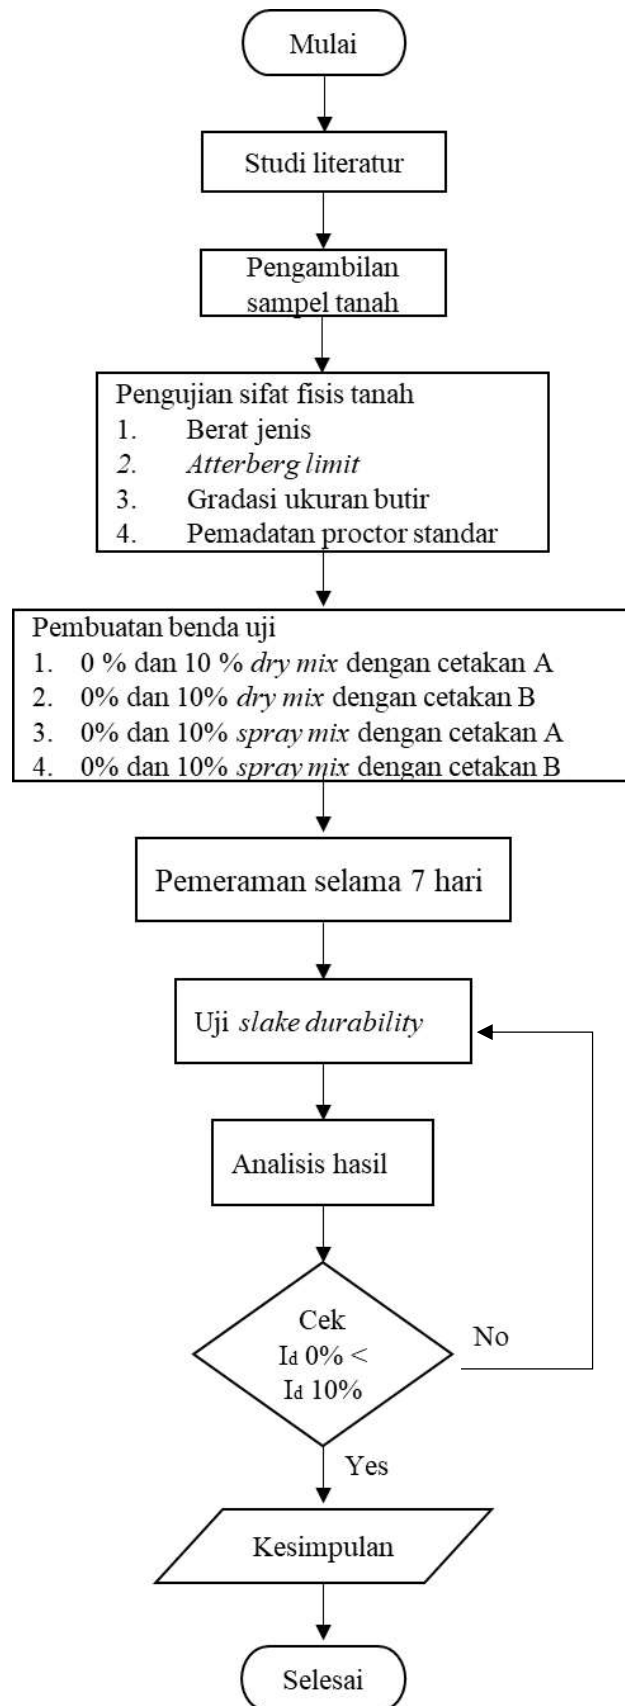 Mulai
Studi literatur
Pengambilan
sampel tanah
Pengujian sifat fisis tanah
1. Berat jenis
2. Atterberg limit
3. Gradasi ukuran butir
4. Pemadatan proctor standar
Pembuatan benda uji
1. 0 % dan 10 % dry mix dengan cetakan A
2. 0% dan 10% dry mix dengan cetakan B
3. 0% dan 10% spray mix dengan cetakan A
4. 0% dan 10% spray mix dengan cetakan B
Pemeraman selama 7 hari
Uji slake durability
Analisis hasil
Cek
Id 0% <
Id 10%
No
Yes
Kesimpulan
Selesai